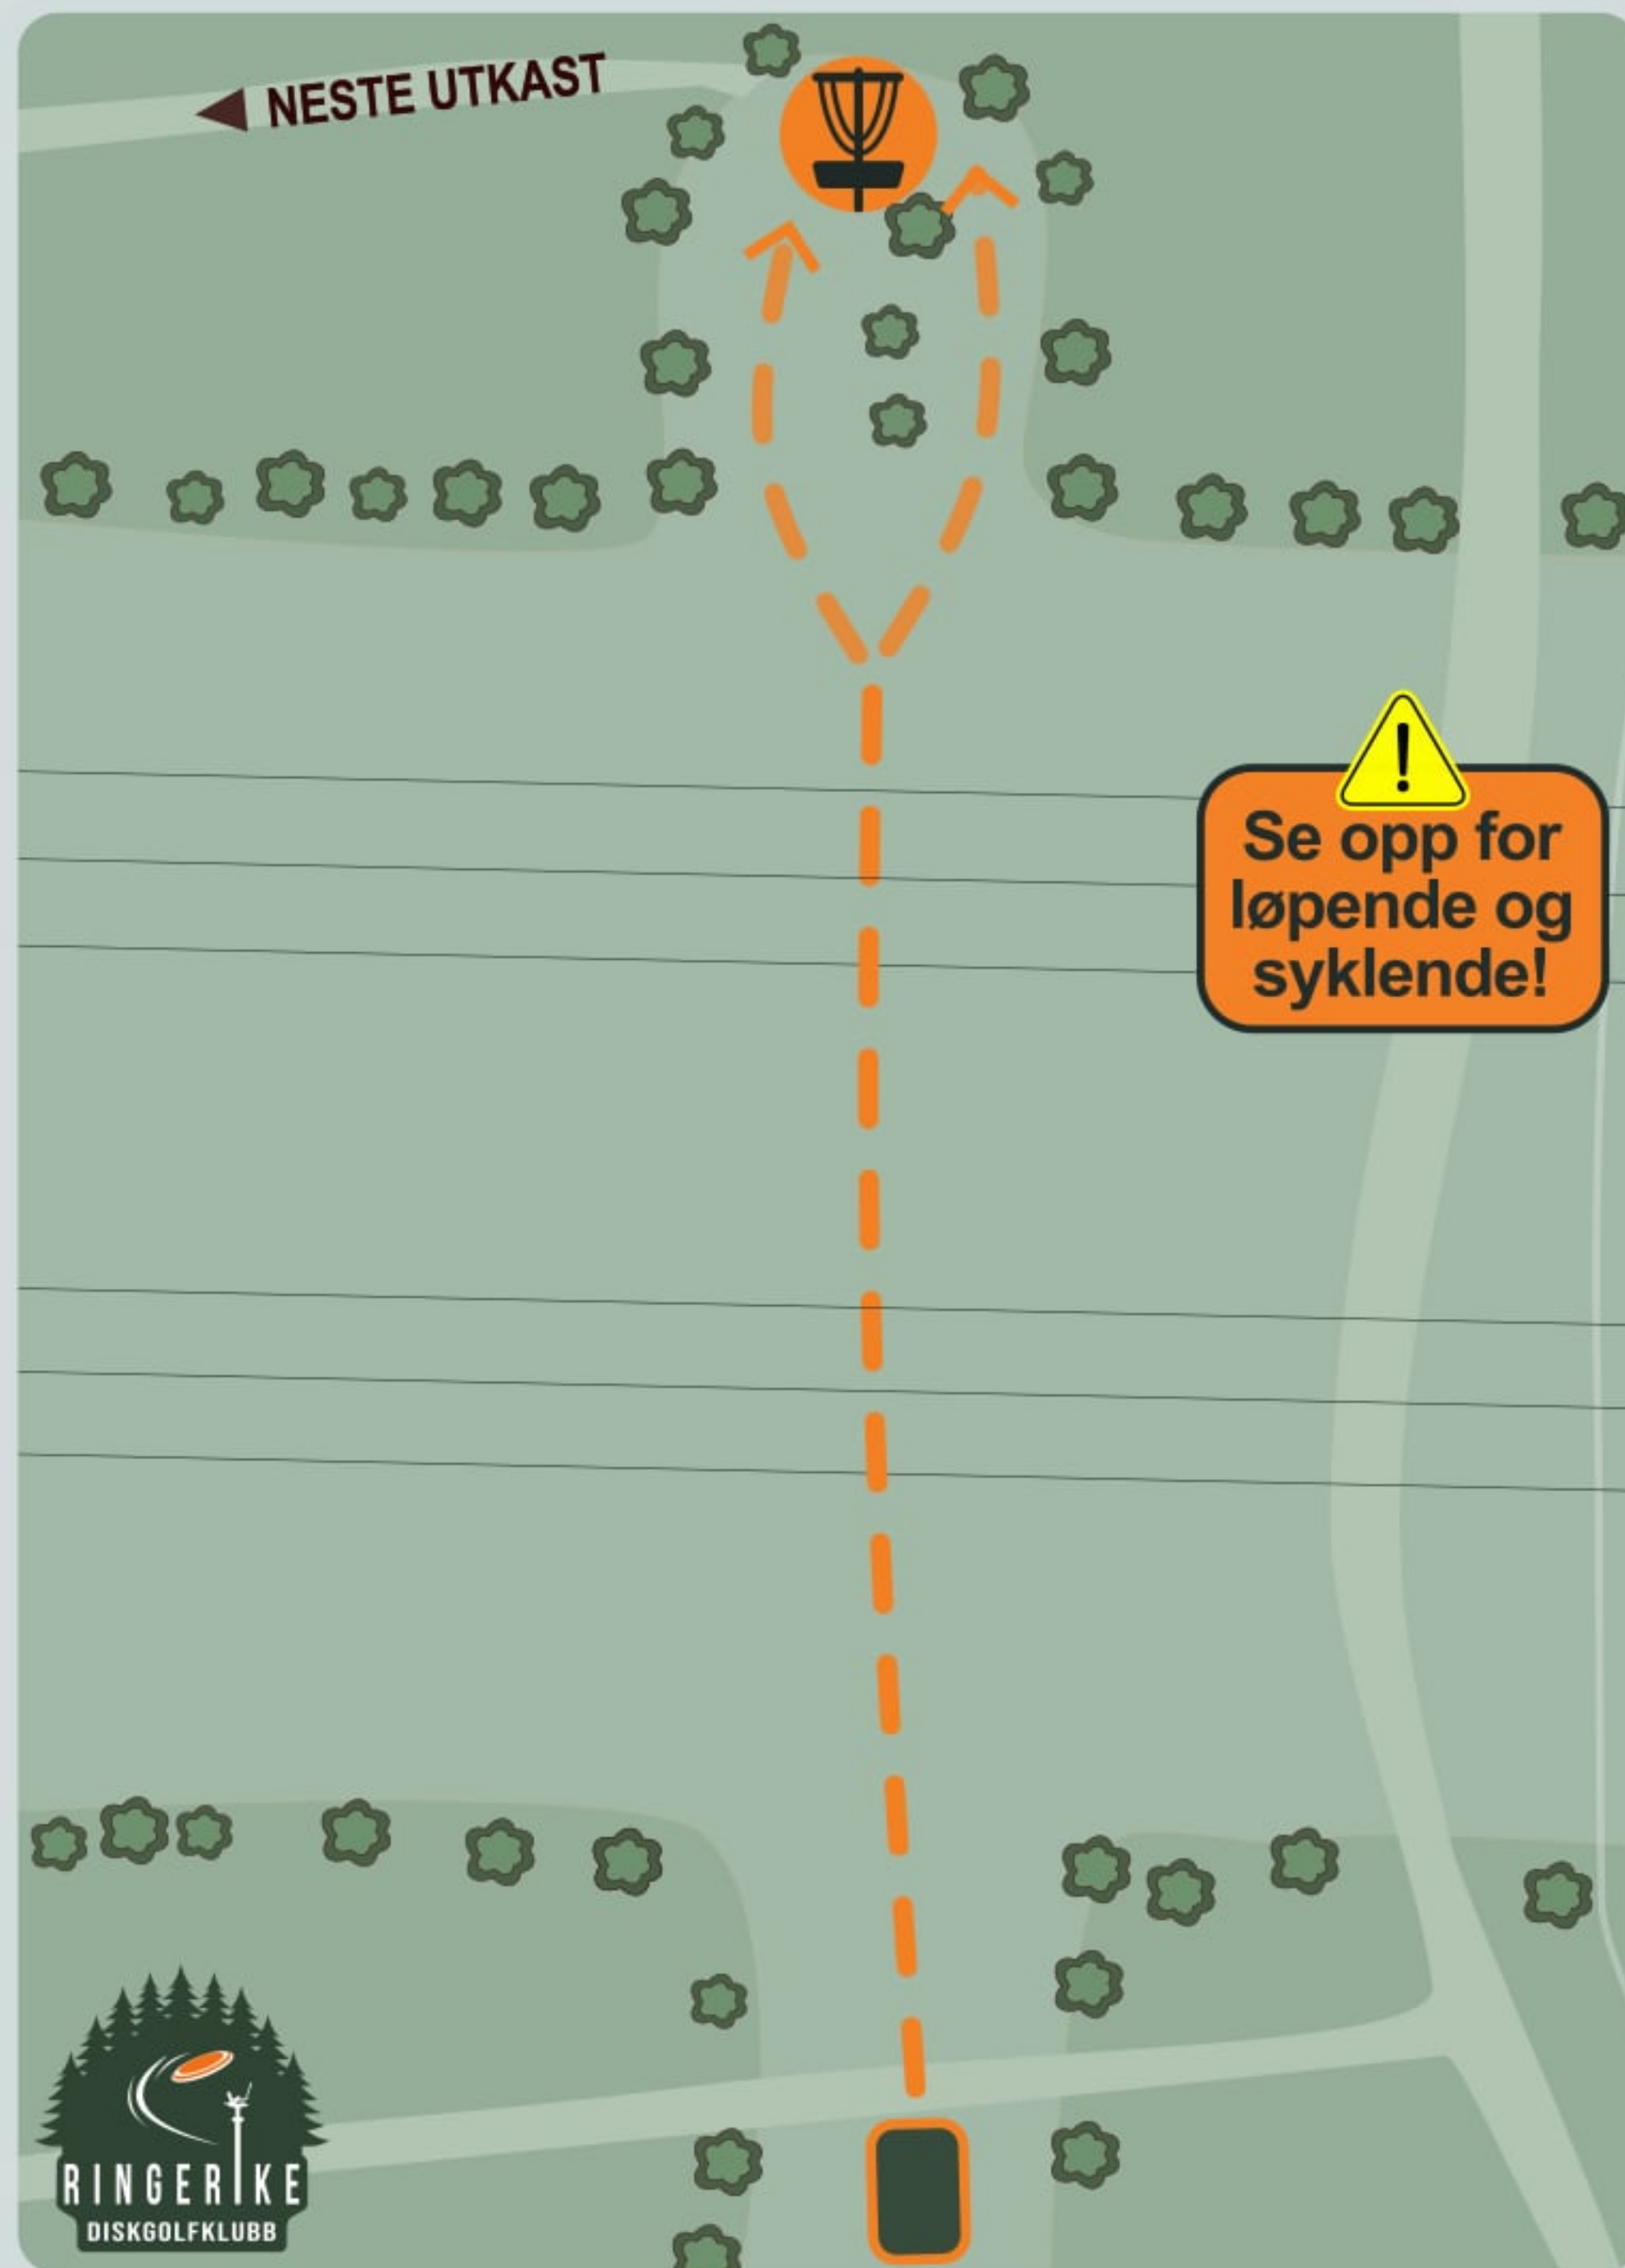 NESTE UTKAST
Se opp for
løpende og
syklende!
RINGERIKE
DISKGOLFKLUBB